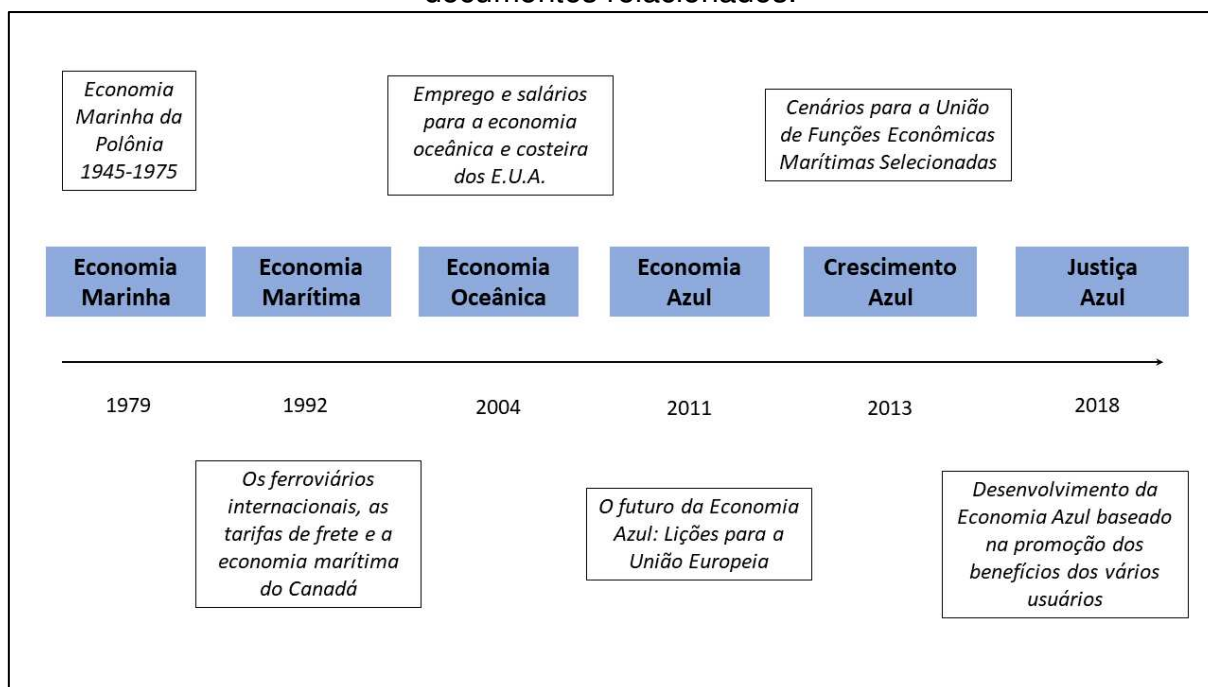 documentos relacionados.
Economia
Marinha da
Polônia
1945-1975
Emprego e salários
para a economia
oceânica e costeira
dos E.U.A.
Cenários para a União
de Funções Econômicas
Marítimas Selecionadas
Economia
Marinha
Economia
Marítima
Economia
Oceânica
Economia
Azul
Crescimento
Azul
Justiça
Azul
1979
1992
2004
2011
2013
2018
Os ferroviários
internacionais, as
tarifas de frete e a
economia marítima
do Canadá
O futuro da Economia
Azul: Lições para a
União Europeia
Desenvolvimento da
Economia Azul baseado
na promoção dos
benefícios dos vários
usuários